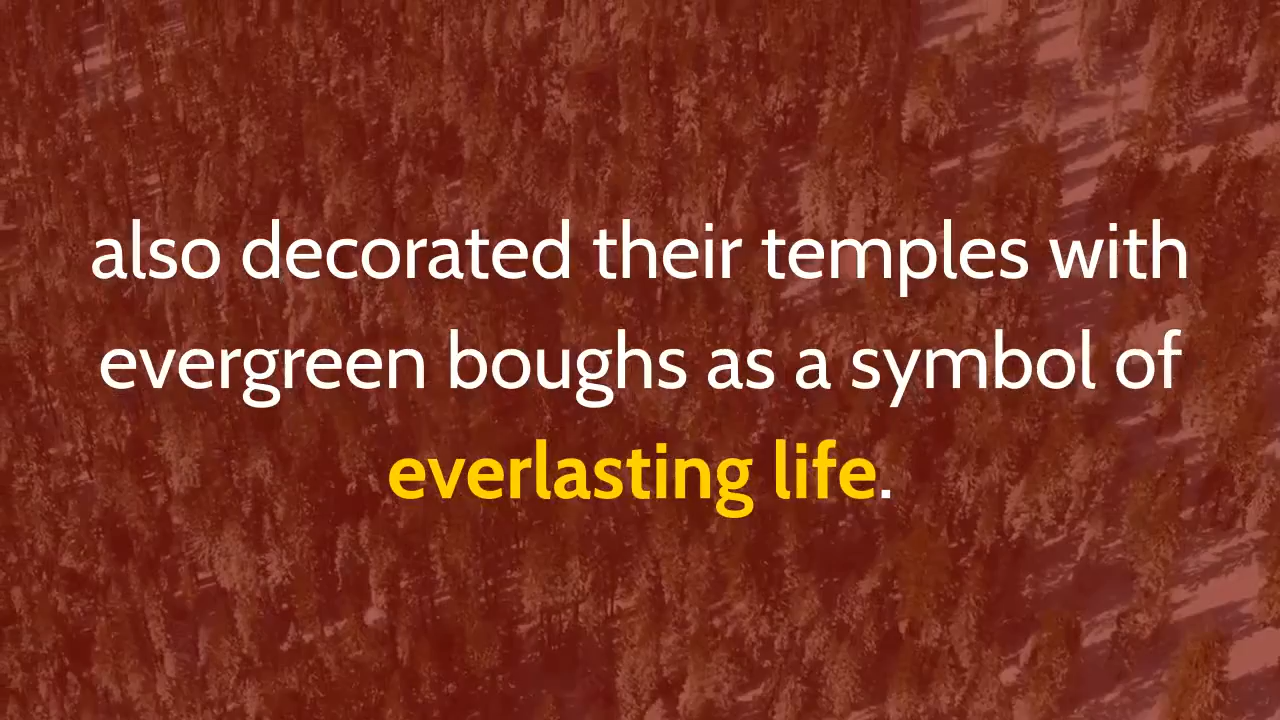 also decorated their temples with
evergreen boughs as a symbol of
everlasting life.